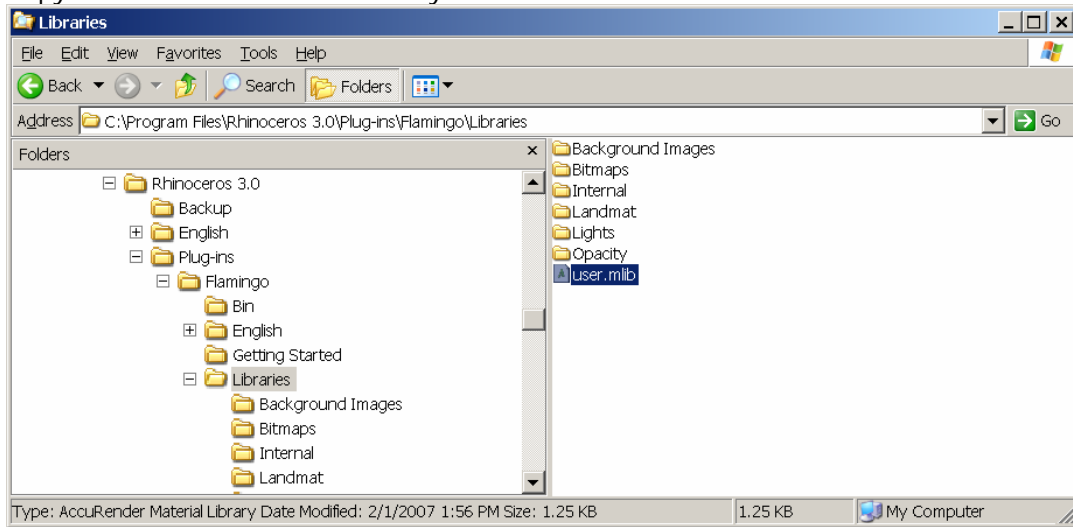 Libraries
File Edit View Favorites Tools Help
Back Search Folders
Address C:\Program Files\Rhinoceros 3.0\Plug-ins\Flamingo\Libraries Go
Folders
Rhinoceros 3.0
Backup
English
Plug-ins
Flamingo
Bin
English
Getting Started
Libraries
Background Images
Bitmaps
Internal
Landmat
Background Images
Bitmaps
Internal
Landmat
Lights
Opacity
user.mlib
Type: AccuRender Material Library Date Modified: 2/1/2007 1:56 PM Size: 1.25 KB 1.25 KB My Computer